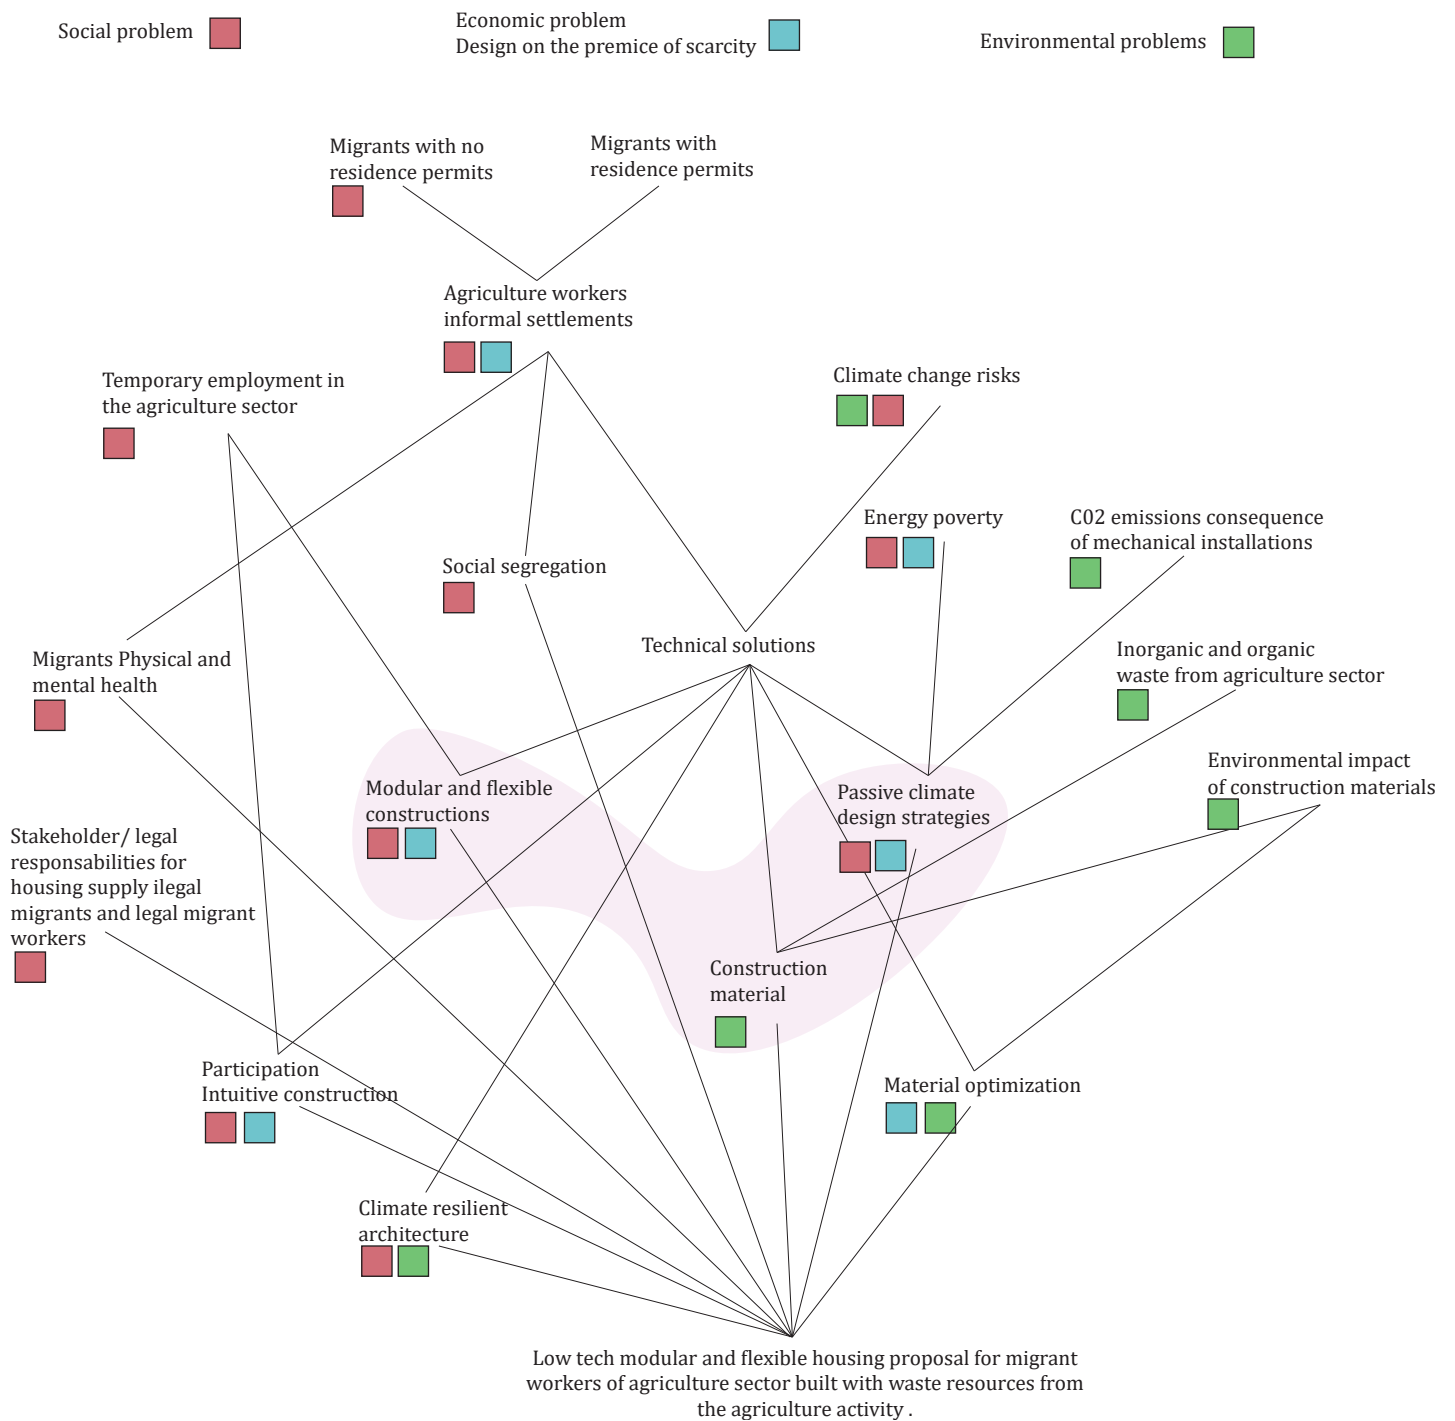 Social problem
Economic problem
Design on the premice of scarcity
Environmental problems
Migrants with no
residence permits
Migrants with
residence permits
Agriculture workers
informal settlements
Temporary employment in
the agriculture sector
Climate change risks
Energy poverty
C02 emissions consequence
of mechanical installations
Social segregation
Technical solutions
Migrants Physical and
mental health
Inorganic and organic
waste from agriculture sector
Environmental impact
of construction materials
Modular and flexible
constructions
Passive climate
design strategies
Stakeholder/ legal
responsabilities for
housing supply ilegal
migrants and legal migrant
workers
Construction
material
Participation
Intuitive construction
Material optimization
Climate resilient
architecture
Low tech modular and flexible housing proposal for migrant
workers of agriculture sector built with waste resources from
the agriculture activity .